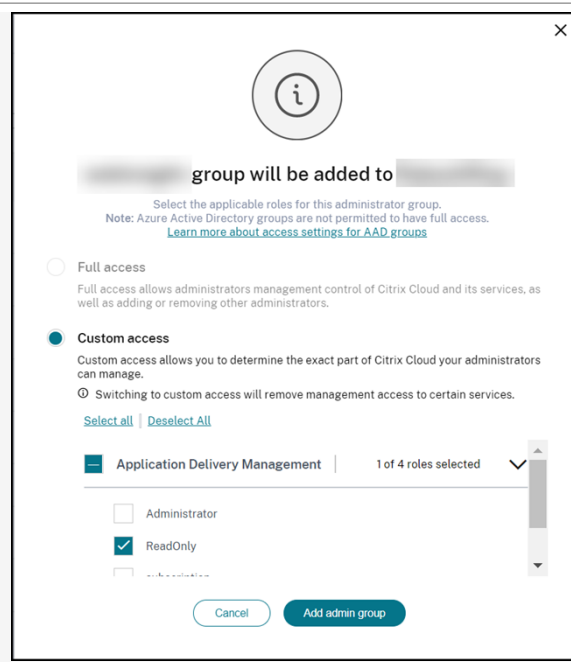 group will be added to
Select the applicable roles for this administrator group.
Note: Azure Active Directory groups are not permitted to have full access.
Learn more about access settings for AAD groups
Full access
Full access allows administrators management control of Citrix Cloud and its services, as
well as adding or removing other administrators.
Custom access
Custom access allows you to determine the exact part of Citrix Cloud your administrators
can manage.
Switching to custom access will remove management access to certain services.
Select all | Deselect All
Application Delivery Management | 1 of 4 roles selected
Administrator
ReadOnly
Cancel Add admin group